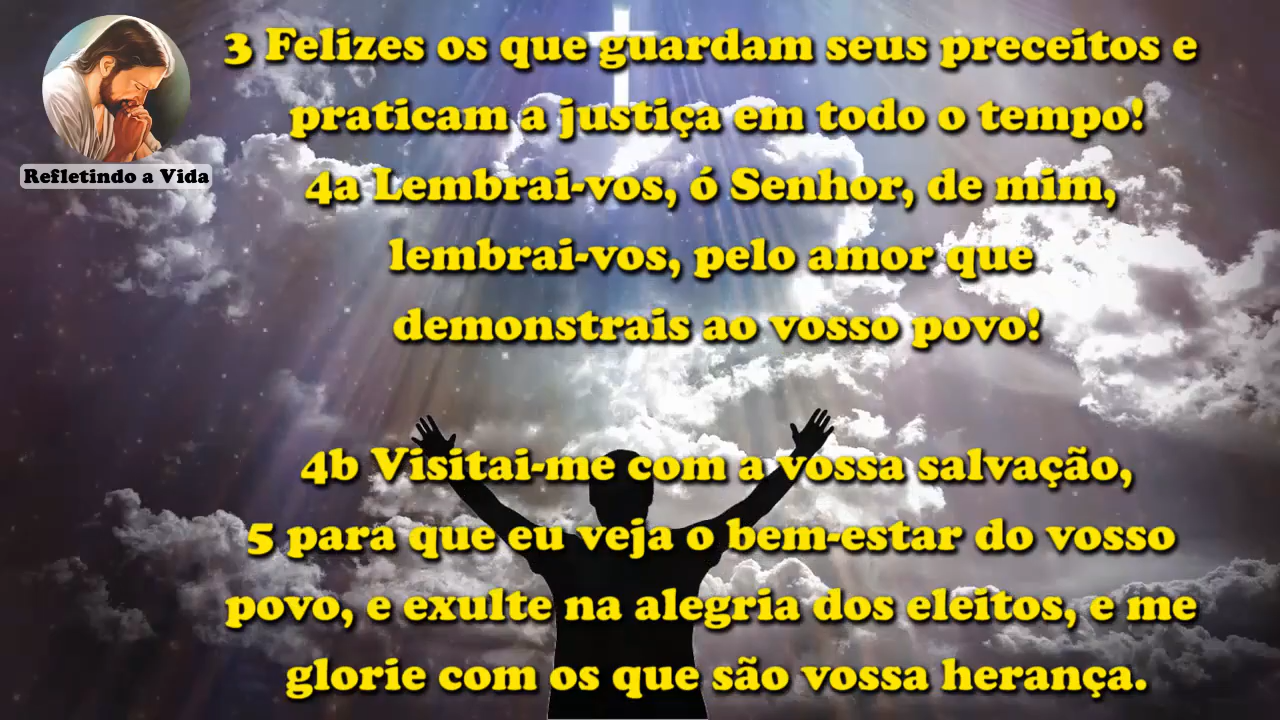 3 Felizes os que guardam seus preceitos e
praticam a justiça em todo o tempo!
4a Lembrai-vos, ó Senhor, de mim,
lembrai-vos, pelo amor que
demonstrais ao vosso povo!
4b Visitai-me com a vossa salvação,
5 para que eu veja o bem-estar do vosso
povo, e exulte na alegria dos eleitos, e me
glorie com os que são vossa herança.
Refletindo a Vida